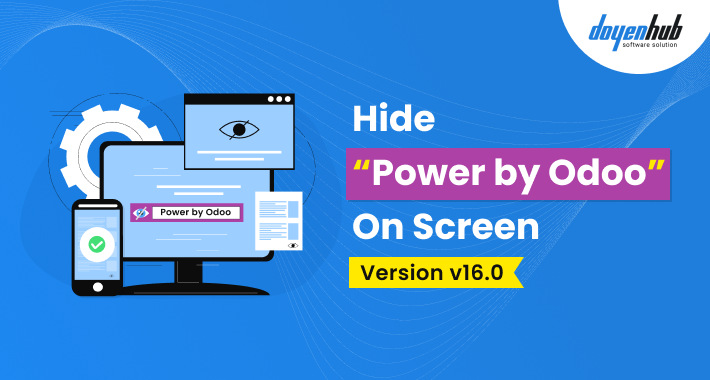 doyenhub
software solution
Hide
“Power by Odoo”
On Screen
Version v16.0
Power by Odoo